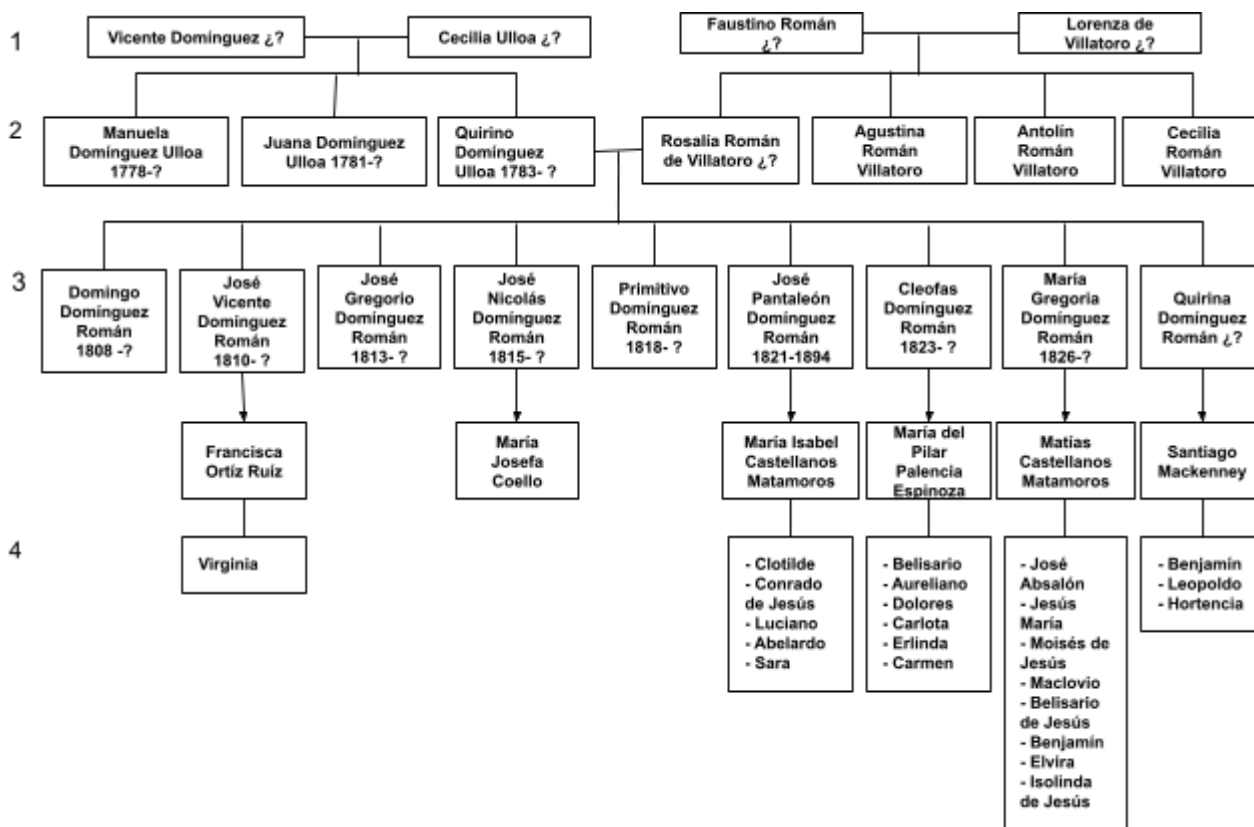 1
Vicente Domínguez ¿?
Cecilia Ulloa ¿?
Faustino Román
¿?
Lorenza de
Villatoro ¿?
2
Manuela
Domínguez Ulloa
1778-?
Juana Domínguez
Ulloa 1781-?
Quirino
Domínguez
Ulloa 1783- ?
Rosalía Román
de Villatoro ¿?
Agustina
Román
Villatoro
Antolín
Román
Villatoro
Cecilia
Román
Villatoro
3
Domingo
Domínguez
Román
1808 -?
José
Vicente
Domínguez
Román
1810- ?
José
Gregorio
Domínguez
Román
1813- ?
José
Nicolás
Domínguez
Román
1815- ?
Primitivo
Domínguez
Román
1818- ?
José
Pantaleón
Domínguez
Román
1821-1894
Cleofas
Domínguez
Román
1823- ?
María
Gregoria
Domínguez
Román
1826-?
Quirina
Domínguez
Román ¿?
Francisca
Ortíz Ruíz
María
Josefa
Coello
María Isabel
Castellanos
Matamoros
María del
Pilar
Palencia
Espinoza
Matías
Castellanos
Matamoros
Santiago
Mackenney
4
Virginia
- Clotilde
- Conrado
de Jesús
- Luciano
- Abelardo
- Sara
- Belisario
- Aureliano
- Dolores
- Carlota
- Erlinda
- Carmen
- José
Absalón
- Jesús
María
- Moisés de
Jesús
- Maclovio
- Belisario
de Jesús
- Benjamín
- Elvira
- Isolinda
de Jesús
- Benjamín
- Leopoldo
- Hortencia